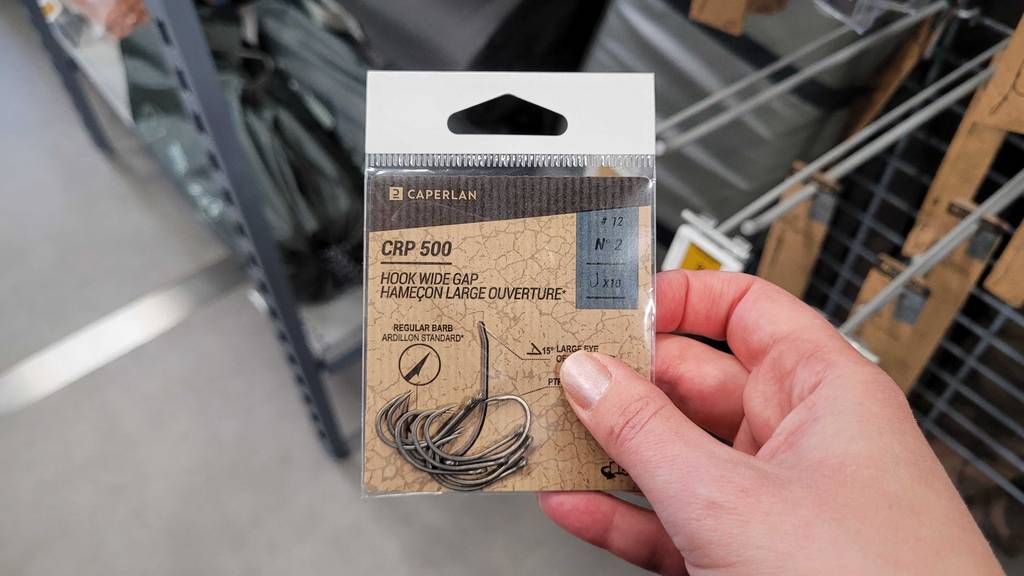 CAPERLAN
# 12
N° 2
X10
CRP 500
HOOK WIDE GAP
HAMEÇON LARGE OUVERTURE*
REGULAR BARB
ARDILLON STANDARD*
15° LARGE EYE